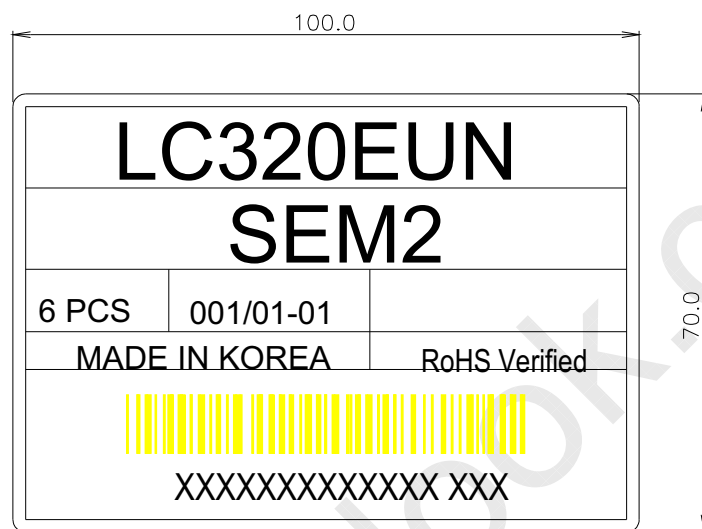 100.0
LC320EUN
SEM2
6 PCS 001/01-01
70.0
MADE IN KOREA RoHS Verified
XXXXXXXXXXXXX XXX